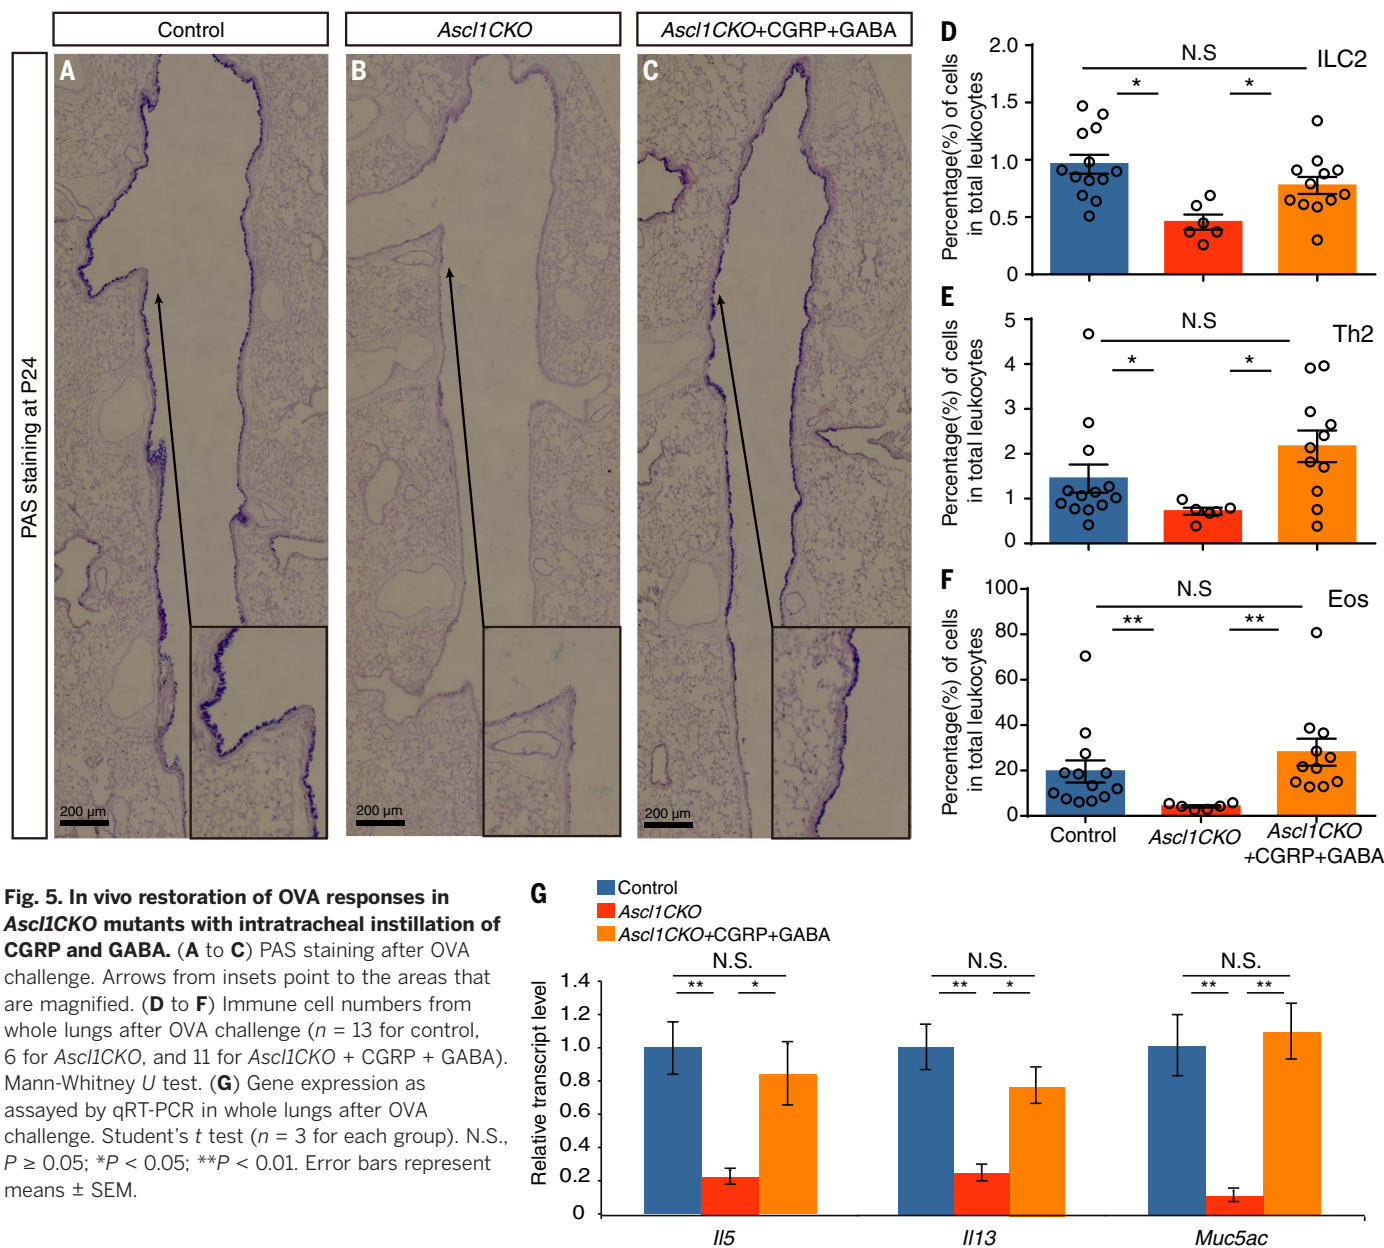 Control
Ascl1CKO
Ascl1CKO+CGRP+GABA
PAS staining at P24
A
B
C
200 µm
200 µm
200 µm
D
Percentage(%) of cells
in total leukocytes
2.0
1.5
1.0
0.5
0
N.S
*
*
ILC2
E
Percentage(%) of cells
in total leukocytes
5
4
3
2
1
0
N.S
*
*
Th2
F
Percentage(%) of cells
in total leukocytes
100
80
60
40
20
0
N.S
**
**
Eos
Control
Ascl1CKO
Ascl1CKO
+CGRP+GABA
Fig. 5. In vivo restoration of OVA responses in
Ascl1CKO mutants with intratracheal instillation of
CGRP and GABA. (A to C) PAS staining after OVA
challenge. Arrows from insets point to the areas that
are magnified. (D to F) Immune cell numbers from
whole lungs after OVA challenge (n = 13 for control,
6 for Ascl1CKO, and 11 for Ascl1CKO + CGRP + GABA).
Mann-Whitney U test. (G) Gene expression as
assayed by qRT-PCR in whole lungs after OVA
challenge. Student's t test (n = 3 for each group). N.S.,
P ≥ 0.05; *P < 0.05; **P < 0.01. Error bars represent
means ± SEM.
G
Control
Ascl1CKO
Ascl1CKO+CGRP+GABA
Relative transcript level
1.4
1.2
1.0
0.8
0.6
0.4
0.2
0
N.S.
**
*
N.S.
**
*
N.S.
**
**
Il5
Il13
Muc5ac